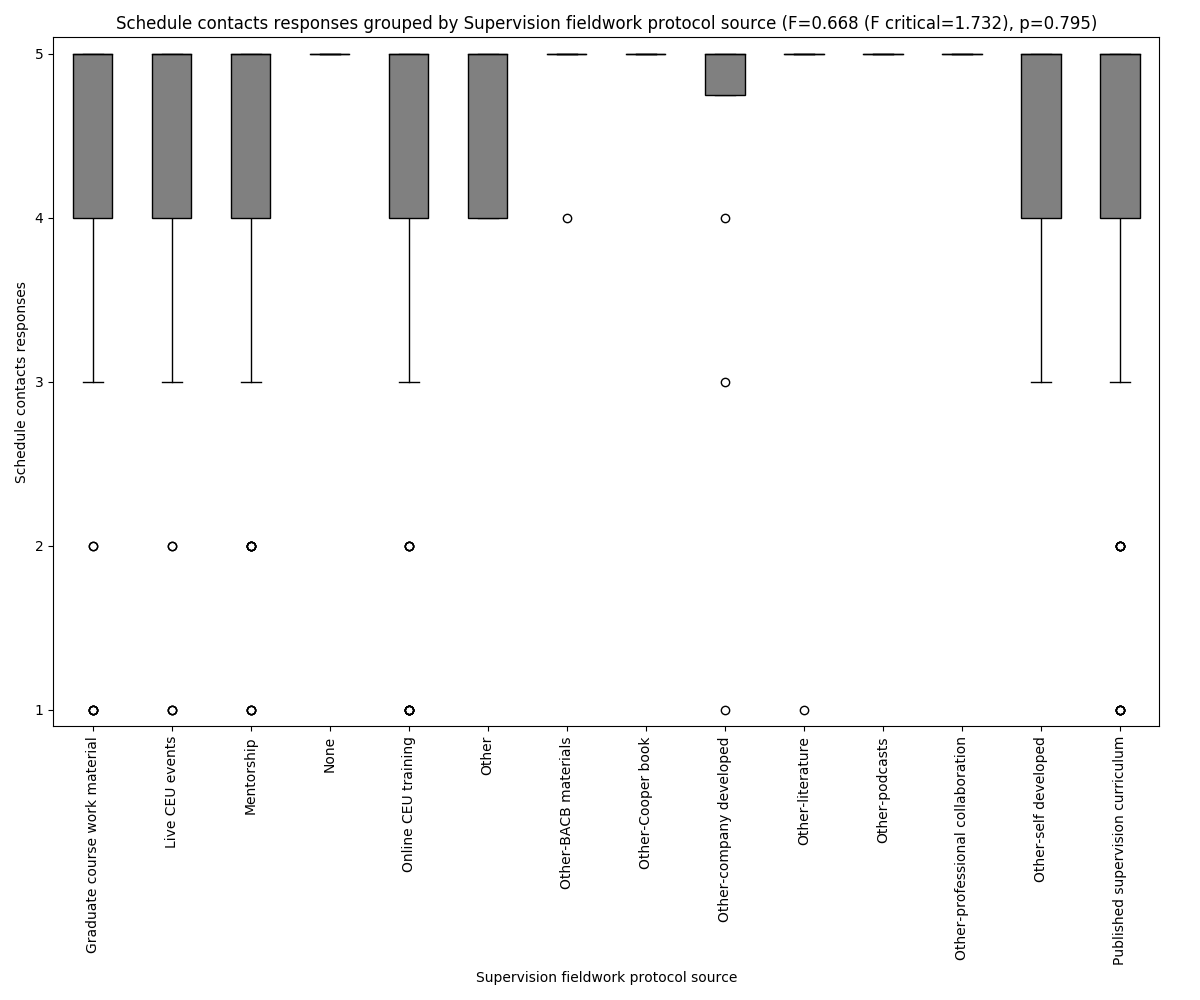 Schedule contacts responses grouped by Supervision fieldwork protocol source (F=0.668 (F critical=1.732), p=0.795)
5
4
3
2
1
Schedule contacts responses
Graduate course work material
Live CEU events
Mentorship
None
Online CEU training
Other
Other-BACB materials
Other-Cooper book
Other-company developed
Other-literature
Other-podcasts
Other-professional collaboration
Other-self developed
Published supervision curriculum
Supervision fieldwork protocol source